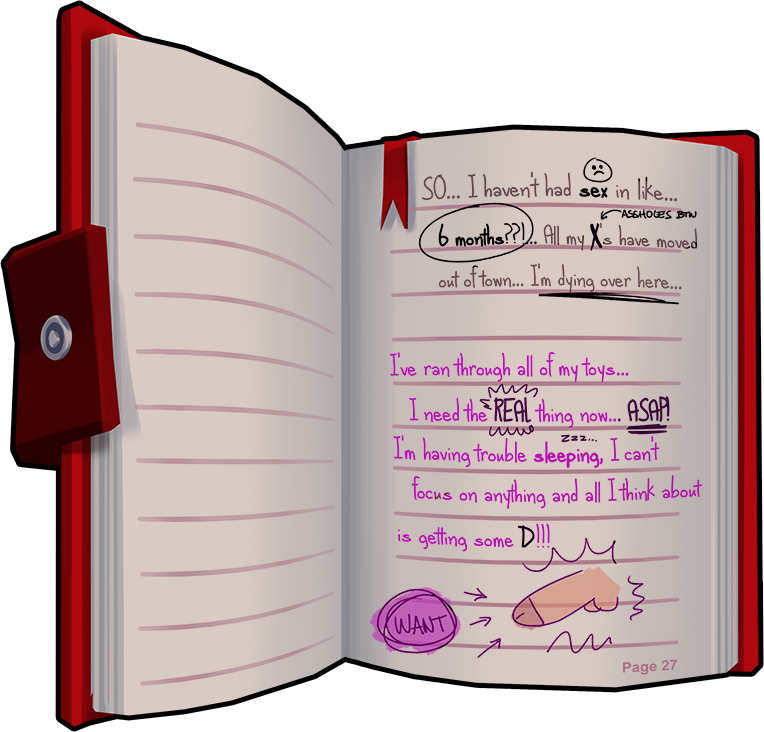 SO... I haven't had sex in like...
ASSHOLES BTW
6 months??!... All my X's have moved
out of town... I'm dying over here...
I've ran through all of my toys...
I need the REAL thing now... ASAP!
zzz...
I'm having trouble sleeping, I can't
focus on anything and all I think about
is getting some D!!!
WANT
Page 27